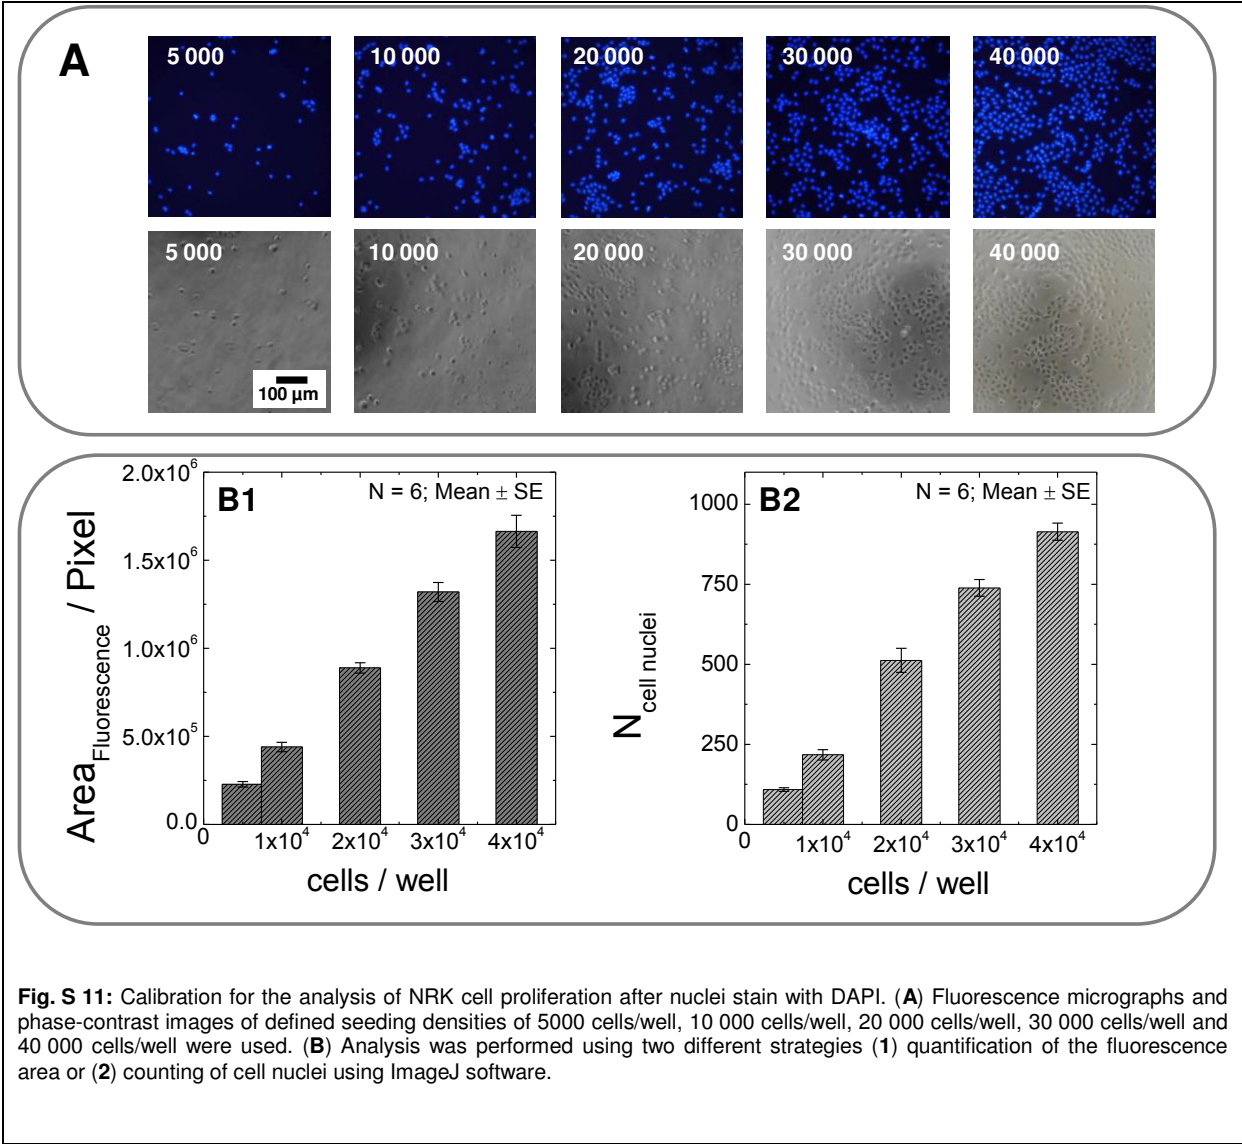 A
5 000
10 000
20 000
30 000
40 000
5 000
10 000
20 000
30 000
40 000
100 µm
B1
N = 6; Mean ± SE
Area_Fluorescence / Pixel
2.0x10^6
1.5x10^6
1.0x10^6
5.0x10^5
0.0
0 1x10^4 2x10^4 3x10^4 4x10^4
cells / well
B2
N = 6; Mean ± SE
N_cell nuclei
1000
750
500
250
0
0 1x10^4 2x10^4 3x10^4 4x10^4
cells / well
Fig. S 11: Calibration for the analysis of NRK cell proliferation after nuclei stain with DAPI. (A) Fluorescence micrographs and
phase-contrast images of defined seeding densities of 5000 cells/well, 10 000 cells/well, 20 000 cells/well, 30 000 cells/well and
40 000 cells/well were used. (B) Analysis was performed using two different strategies (1) quantification of the fluorescence
area or (2) counting of cell nuclei using ImageJ software.